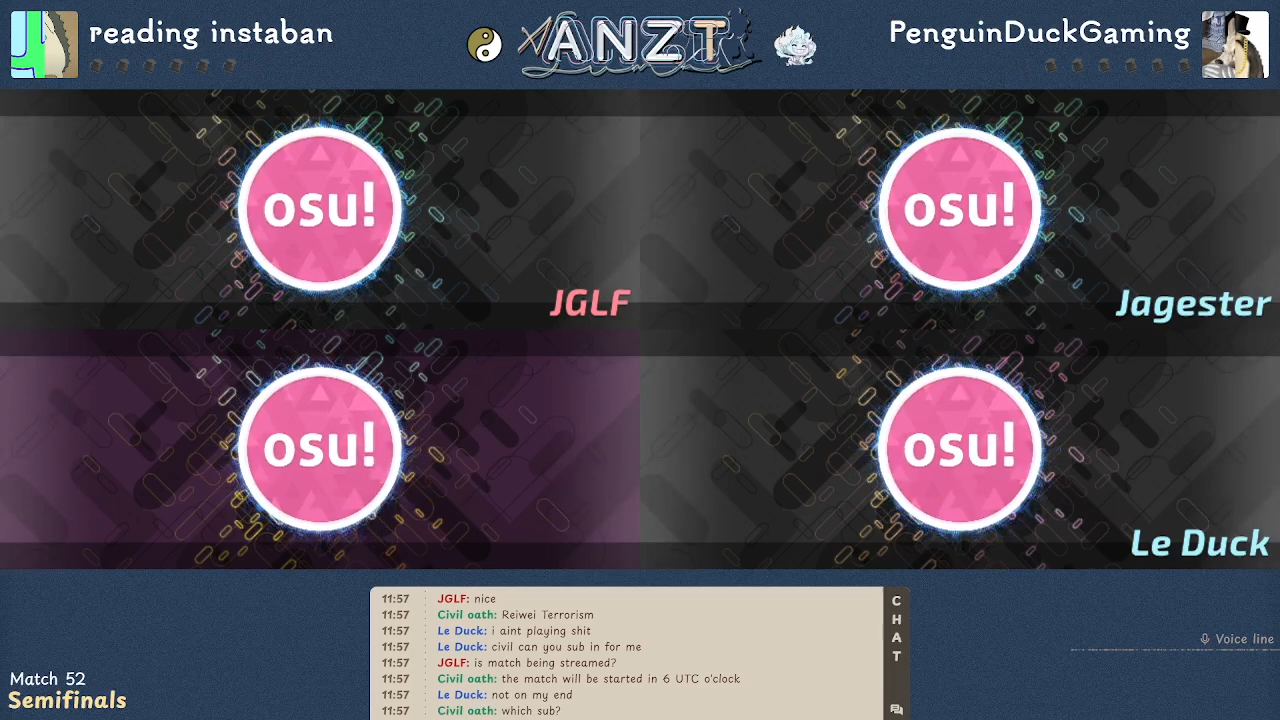 reading instaban
ANZT
PenguinDuckGaming
osu!
osu!
JGLF
Jagester
osu!
osu!
Le Duck
11:57 JGLF: nice
11:57 Civil oath: Reiwei Terrorism
11:57 Le Duck: i aint playing shit
11:57 Le Duck: civil can you sub in for me
11:57 JGLF: is match being streamed?
11:57 Civil oath: the match will be started in 6 UTC o'clock
11:57 Le Duck: not on my end
11:57 Civil oath: which sub?
CHAT
Voice line
Match 52
Semifinals